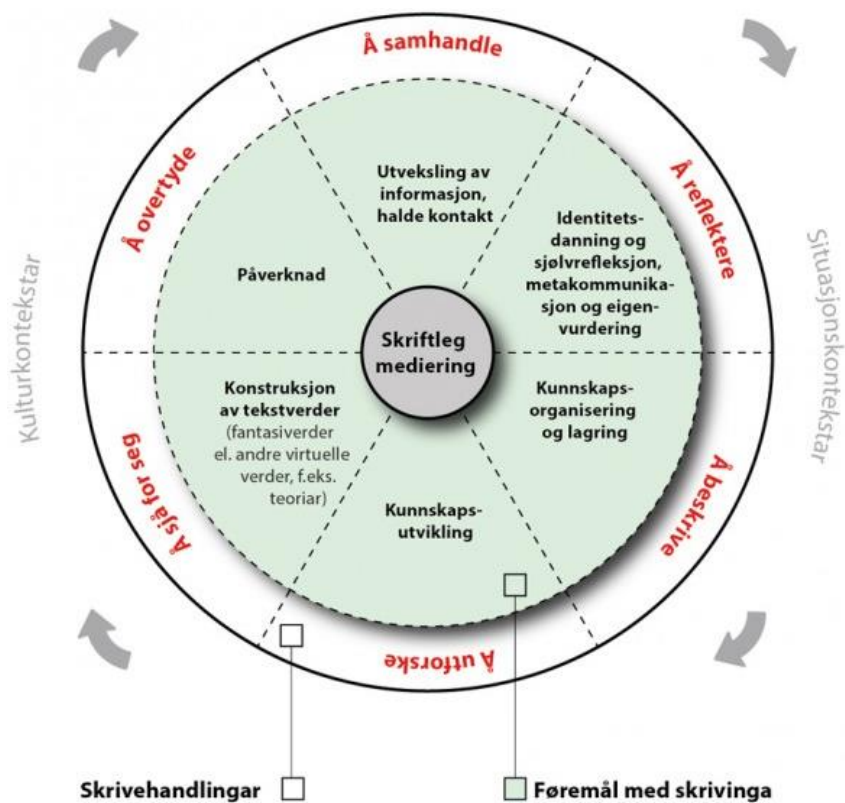 Å samhandle
Å overtyde
Å reflektere
Utveksling av
informasjon,
halde kontakt
Identitets-
danning og
sjølvrefleksjon,
metakommunika-
sjon og eigen-
vurdering
Påverknad
Kulturkontekstar
Situasjonskontekstar
Skriftleg
mediering
Konstruksjon
av tekstverder
(fantasiverder
el. andre virtuelle
verder, f.eks.
teoriar)
Kunnskaps-
organisering
og lagring
Kunnskaps-
utvikling
Å sjå for seg
Å beskrive
Å utforske
Skrivehandlingar
Føremål med skrivinga